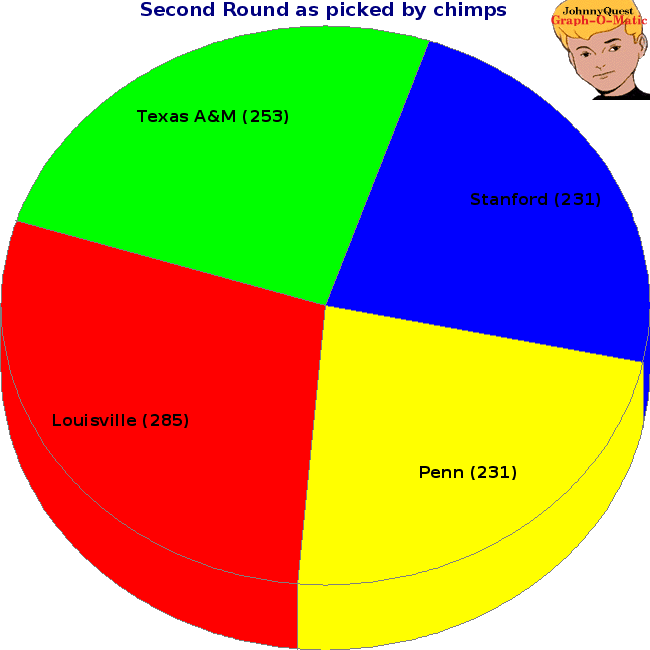 Second Round as picked by chimps
JohnnyQuest
Graph-O-Matic
Texas A&M (253)
Stanford (231)
Louisville (285)
Penn (231)